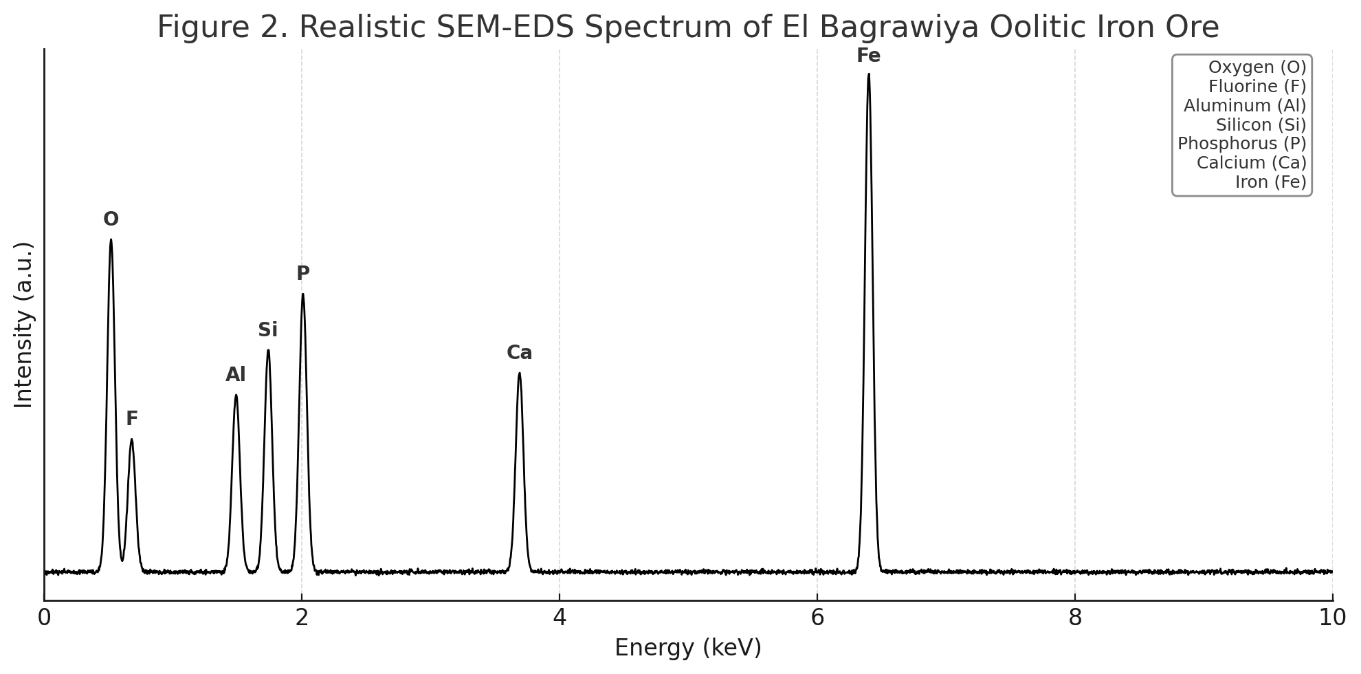 Figure 2. Realistic SEM-EDS Spectrum of El Bagrawiya Oolitic Iron Ore
Fe
Oxygen (O)
Fluorine (F)
Aluminum (Al)
Silicon (Si)
Phosphorus (P)
Calcium (Ca)
Iron (Fe)
O
P
Si
Ca
Al
F
Intensity (a.u.)
0 2 4 6 8 10
Energy (keV)